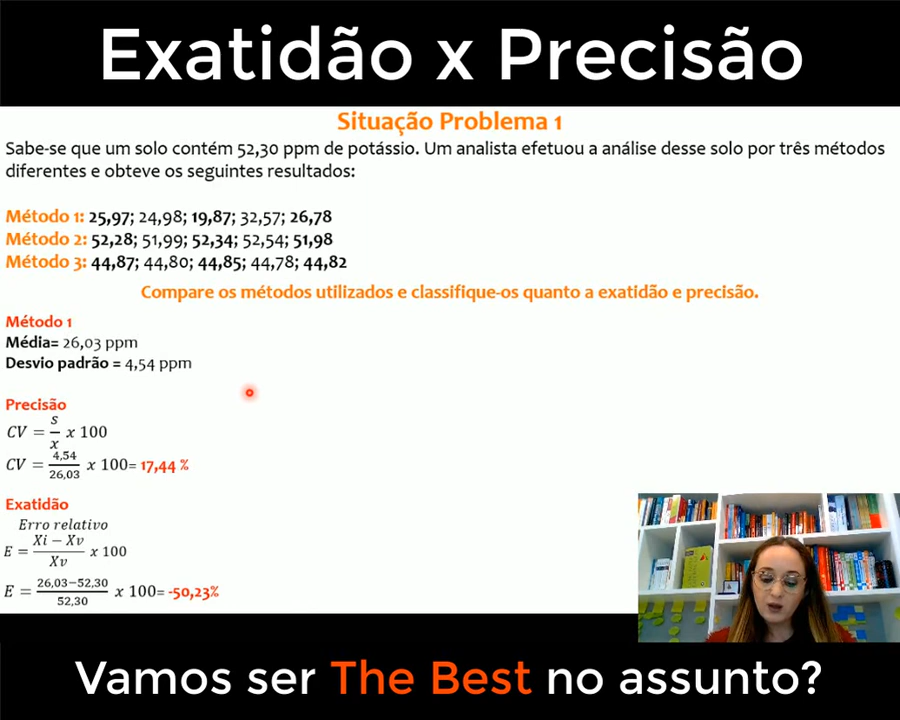 Exatidão x Precisão
Situação Problema 1
Sabe-se que um solo contém 52,30 ppm de potássio. Um analista efetuou a análise desse solo por três métodos
diferentes e obteve os seguintes resultados:
Método 1: 25,97; 24,98; 19,87; 32,57; 26,78
Método 2: 52,28; 51,99; 52,34; 52,54; 51,98
Método 3: 44,87; 44,80; 44,85; 44,78; 44,82
Compare os métodos utilizados e classifique-os quanto a exatidão e precisão.
Método 1
Média= 26,03 ppm
Desvio padrão = 4,54 ppm
Precisão
CV = s/x x 100
CV = 4,54/26,03 x 100= 17,44 %
Exatidão
Erro relativo
E = Xi – Xv/Xv x 100
E = 26,03–52,30/52,30 x 100= -50,23%
Vamos ser The Best no assunto?